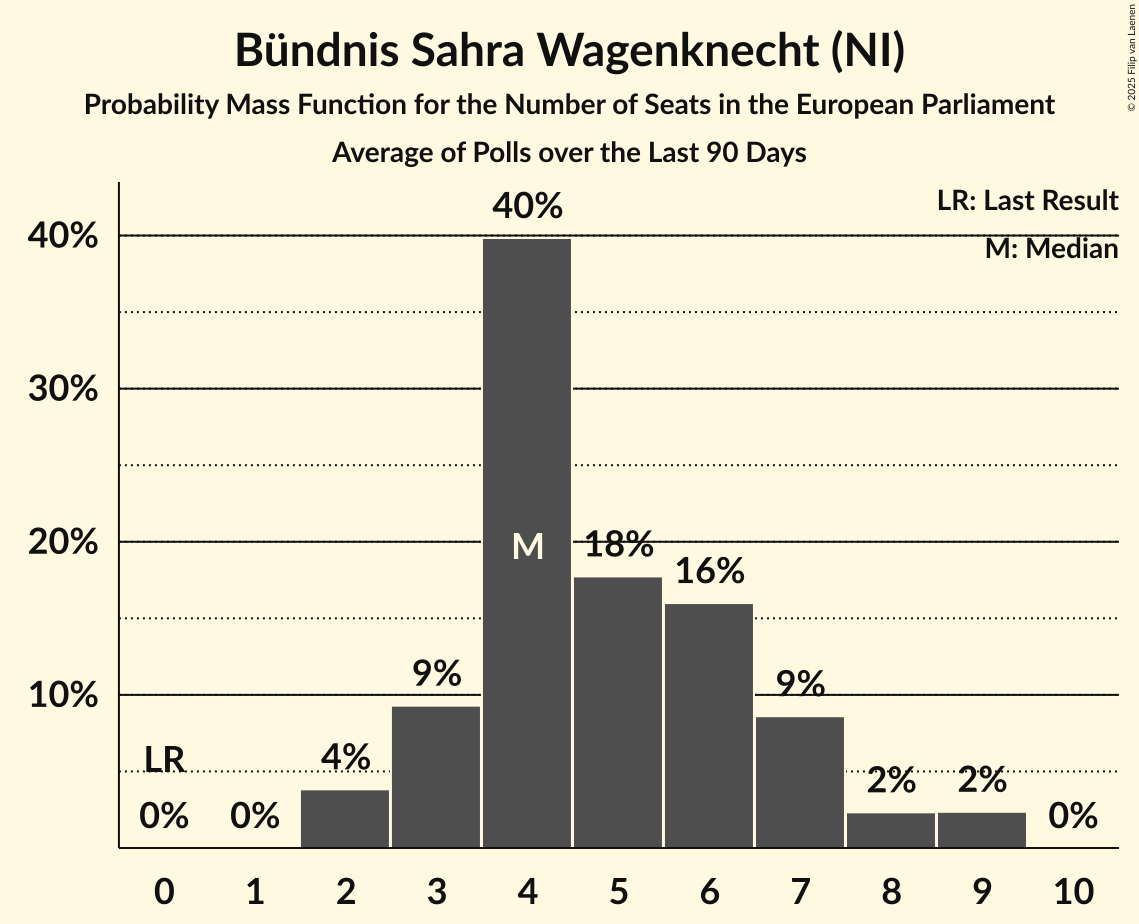 Bündnis Sahra Wagenknecht (NI)
Probability Mass Function for the Number of Seats in the European Parliament
Average of Polls over the Last 90 Days
© 2025 Filip van Laenen
LR: Last Result
M: Median
40%
30%
20%
10%
LR
0%
0%
4%
9%
40%
M
18%
16%
9%
2%
2%
0%
0 1 2 3 4 5 6 7 8 9 10